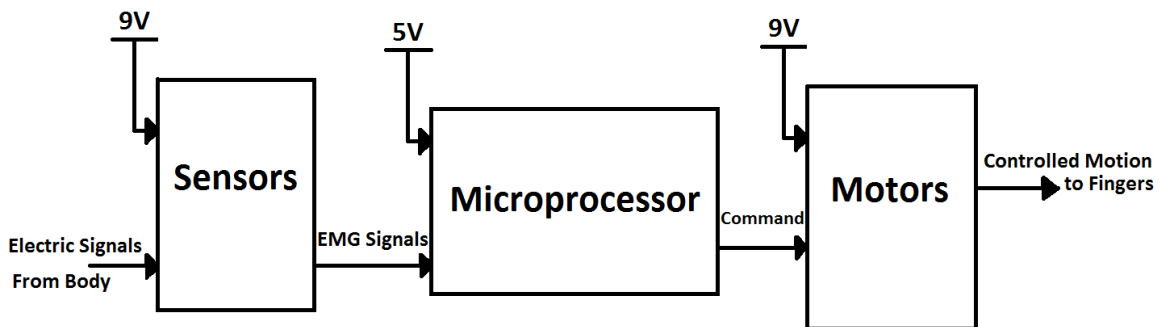 9V
5V
9V
Sensors
Microprocessor
Motors
Electric Signals
From Body
EMG Signals
Command
Controlled Motion
to Fingers